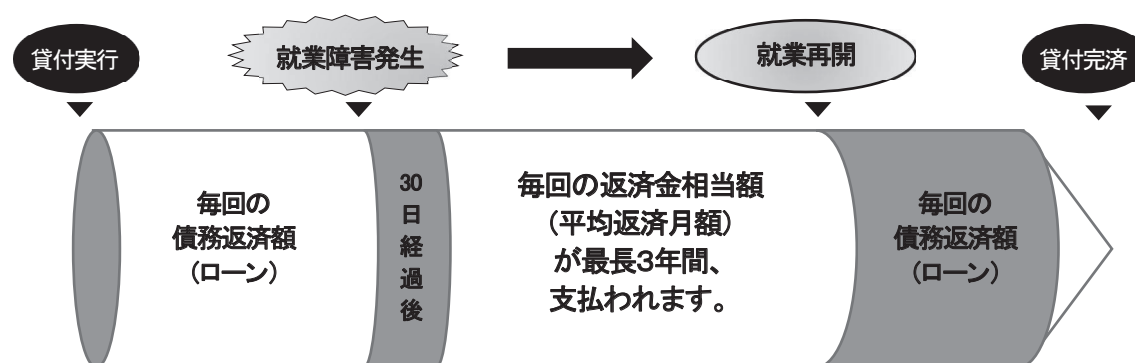 貸付実行
就業障害発生
就業再開
貸付完済
毎回の
債務返済額
（ローン）
30
日
経
過
後
毎回の返済金相当額
（平均返済月額）
が最長3年間、
支払われます。
毎回の
債務返済額
（ローン）